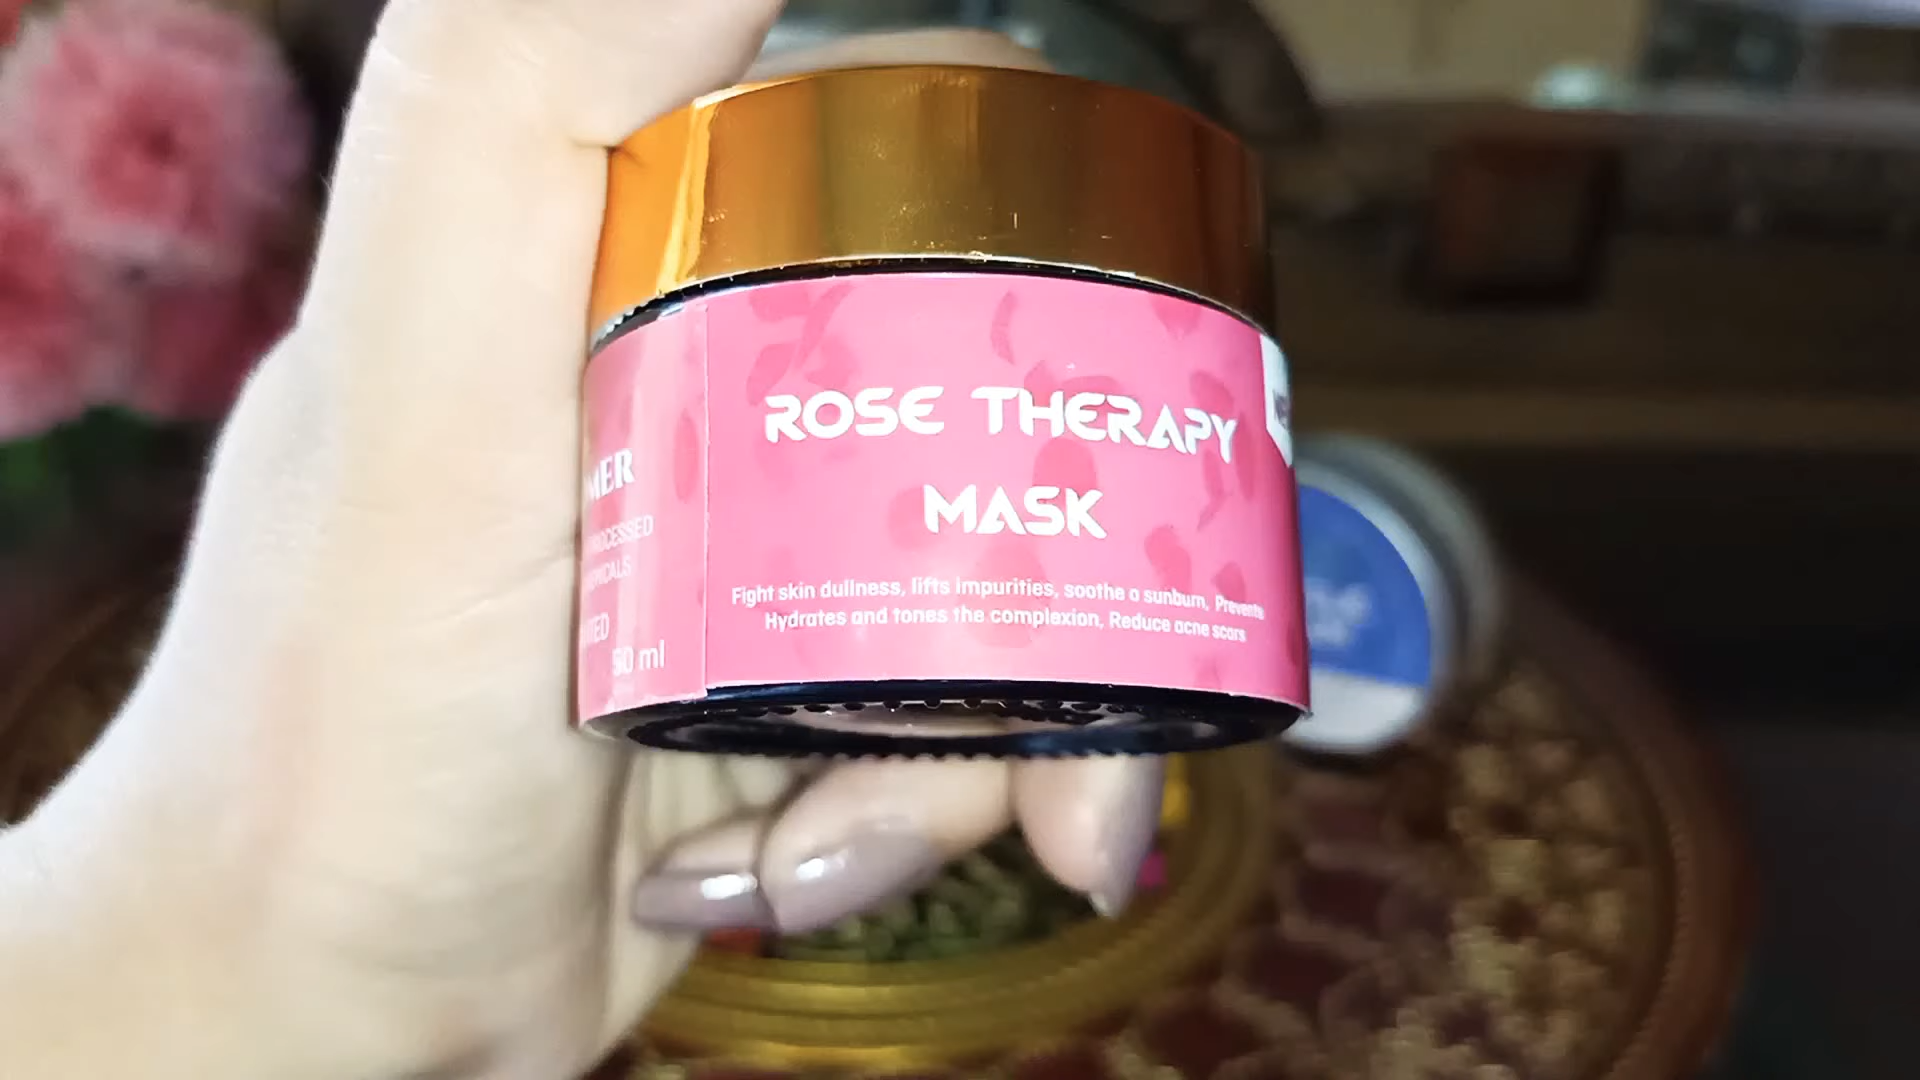 ROSE THERAPY
MASK
Fight skin dullness, lifts impurities, soothe a sunburn, Prevents
Hydrates and tones the complexion, Reduce acne scars
50 ml